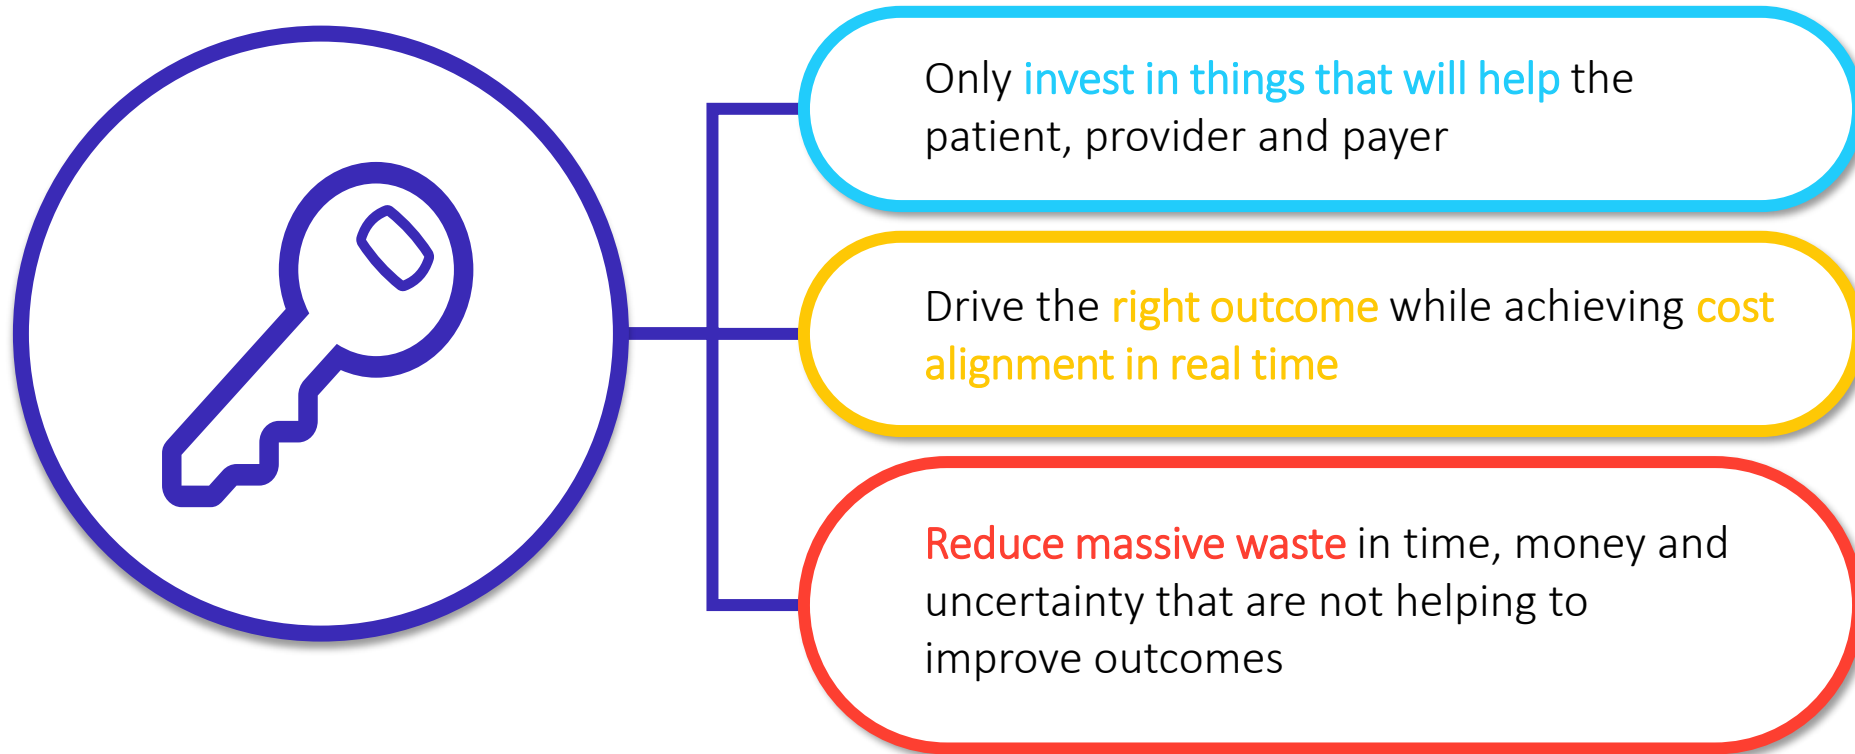 Only invest in things that will help the
patient, provider and payer
Drive the right outcome while achieving cost
alignment in real time
Reduce massive waste in time, money and
uncertainty that are not helping to
improve outcomes